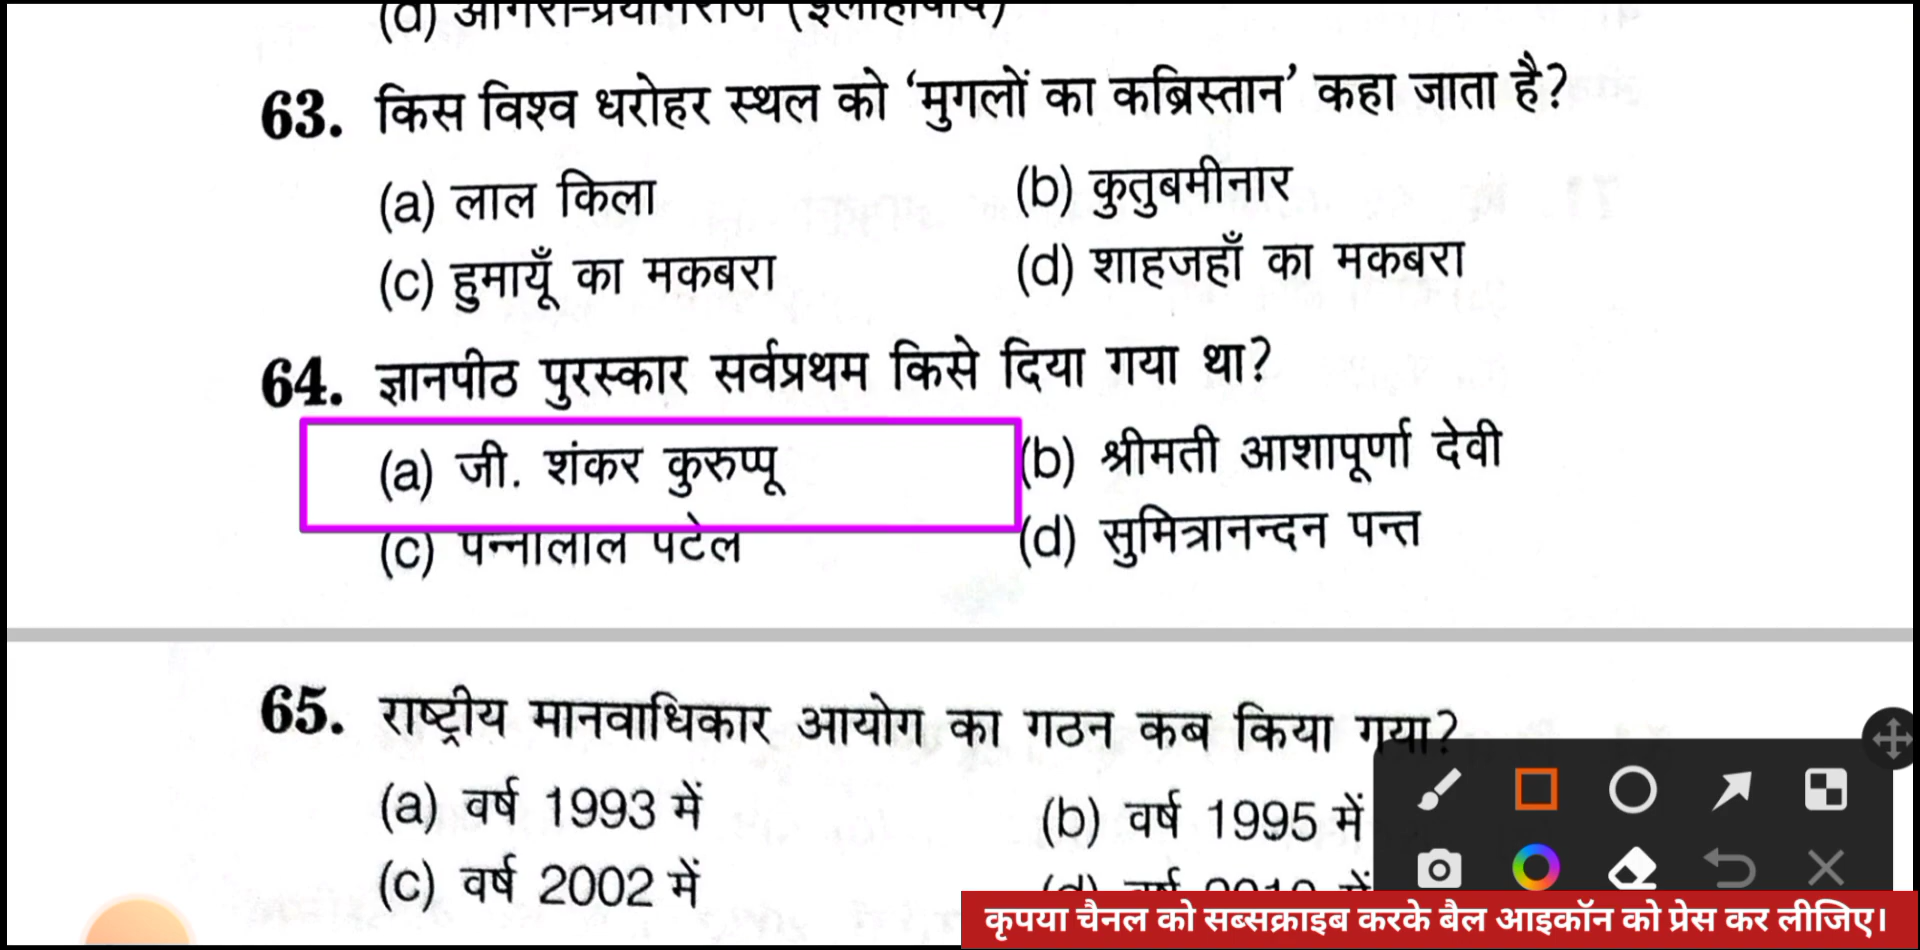 63. किस विश्व धरोहर स्थल को ‘मुगलों का कब्रिस्तान’ कहा जाता है?
(a) लाल किला (b) कुतुबमीनार
(c) हुमायूँ का मकबरा (d) शाहजहाँ का मकबरा
64. ज्ञानपीठ पुरस्कार सर्वप्रथम किसे दिया गया था?
(a) जी. शंकर कुरुप्पू (b) श्रीमती आशापूर्णा देवी
(c) पन्नालाल पटेल (d) सुमित्रानन्दन पन्त
65. राष्ट्रीय मानवाधिकार आयोग का गठन कब किया गया?
(a) वर्ष 1993 में (b) वर्ष 1995 में
(c) वर्ष 2002 में
कृपया चैनल को सब्सक्राइब करके बैल आइकॉन को प्रेस कर लीजिए।